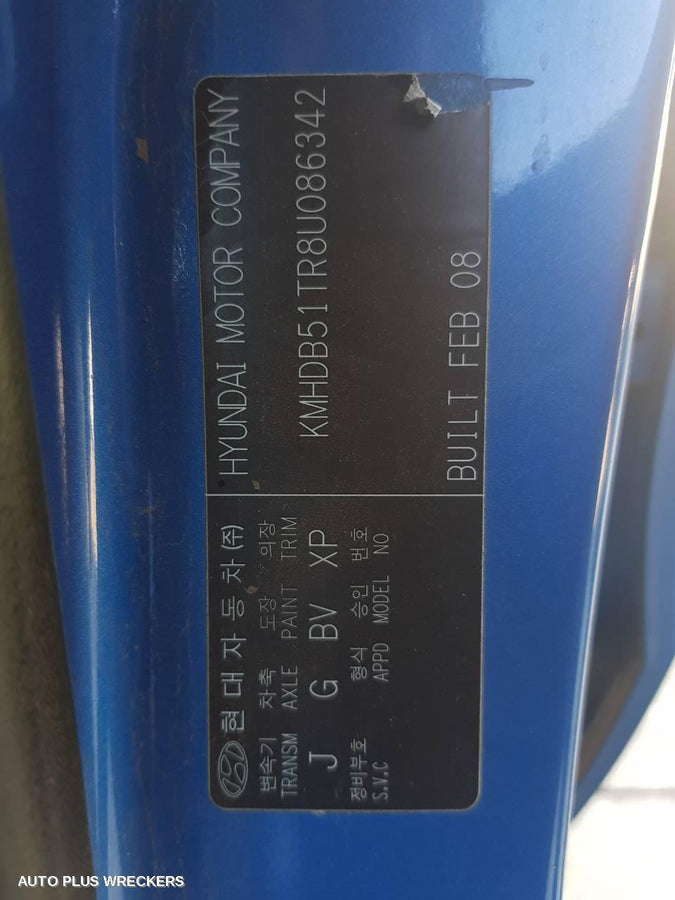 현대자동차(주) HYUNDAI MOTOR COMPANY
변속기 차축 도장 의장
TRANSM AXLE PAINT TRIM
KMHDB51TR8U086342
J G BV XP
정비부호 형식 승인 번호
S.V.C APPD MODEL NO
BUILT FEB 08
AUTO PLUS WRECKERS